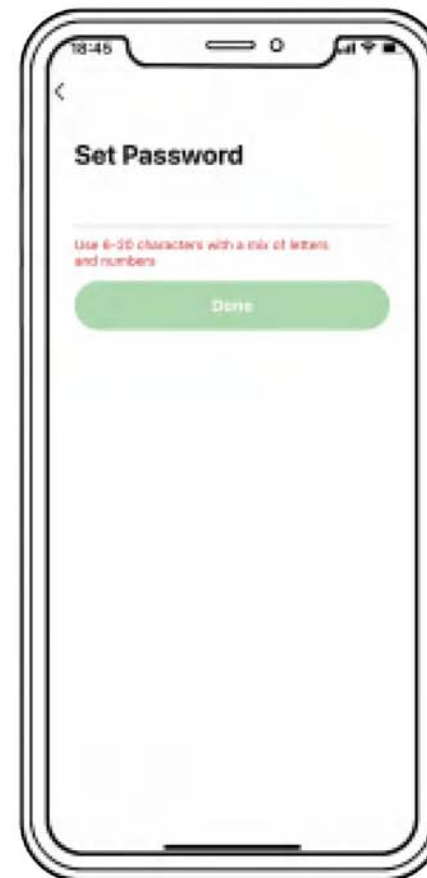 18:45
Set Password
Use 6-20 characters with a mix of letters
and numbers
Done